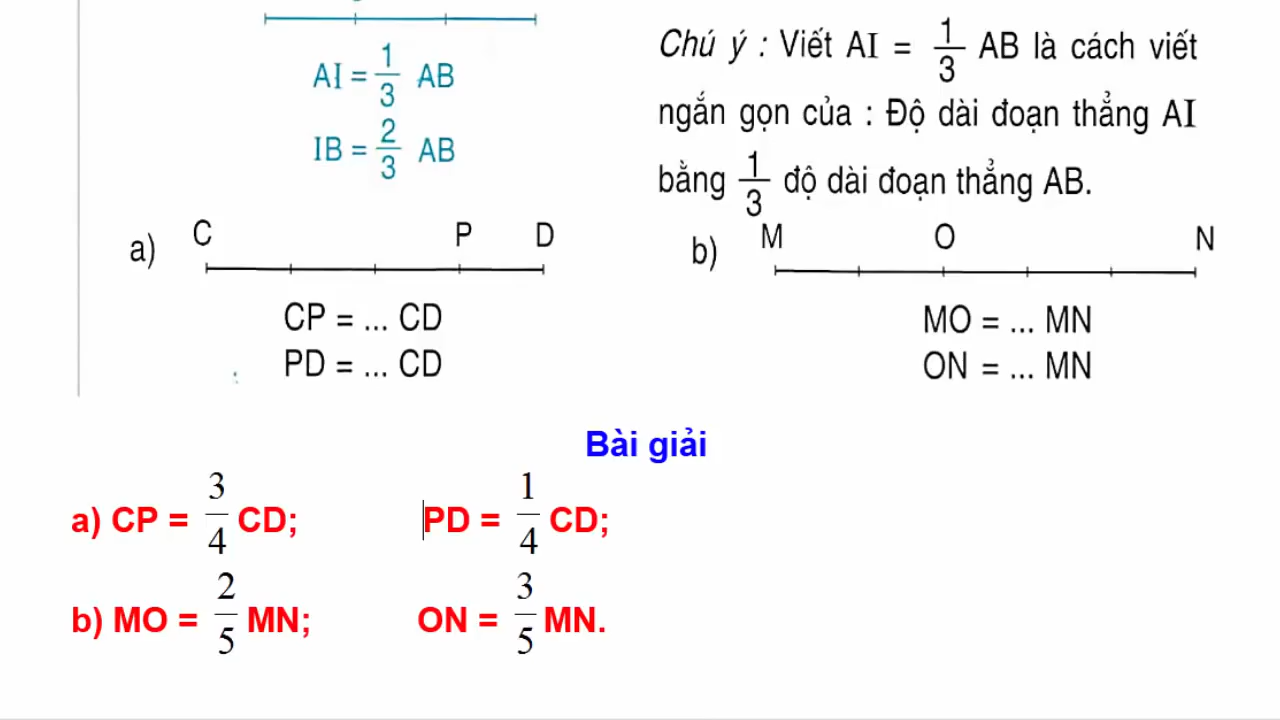 AI = 1/3 AB
IB = 2/3 AB
Chú ý : Viết AI = 1/3 AB là cách viết
ngắn gọn của : Độ dài đoạn thẳng AI
bằng 1/3 độ dài đoạn thẳng AB.
a) C P D
CP = ... CD
PD = ... CD
b) M O N
MO = ... MN
ON = ... MN
Bài giải
a) CP = 3/4 CD; PD = 1/4 CD;
b) MO = 2/5 MN; ON = 3/5 MN.